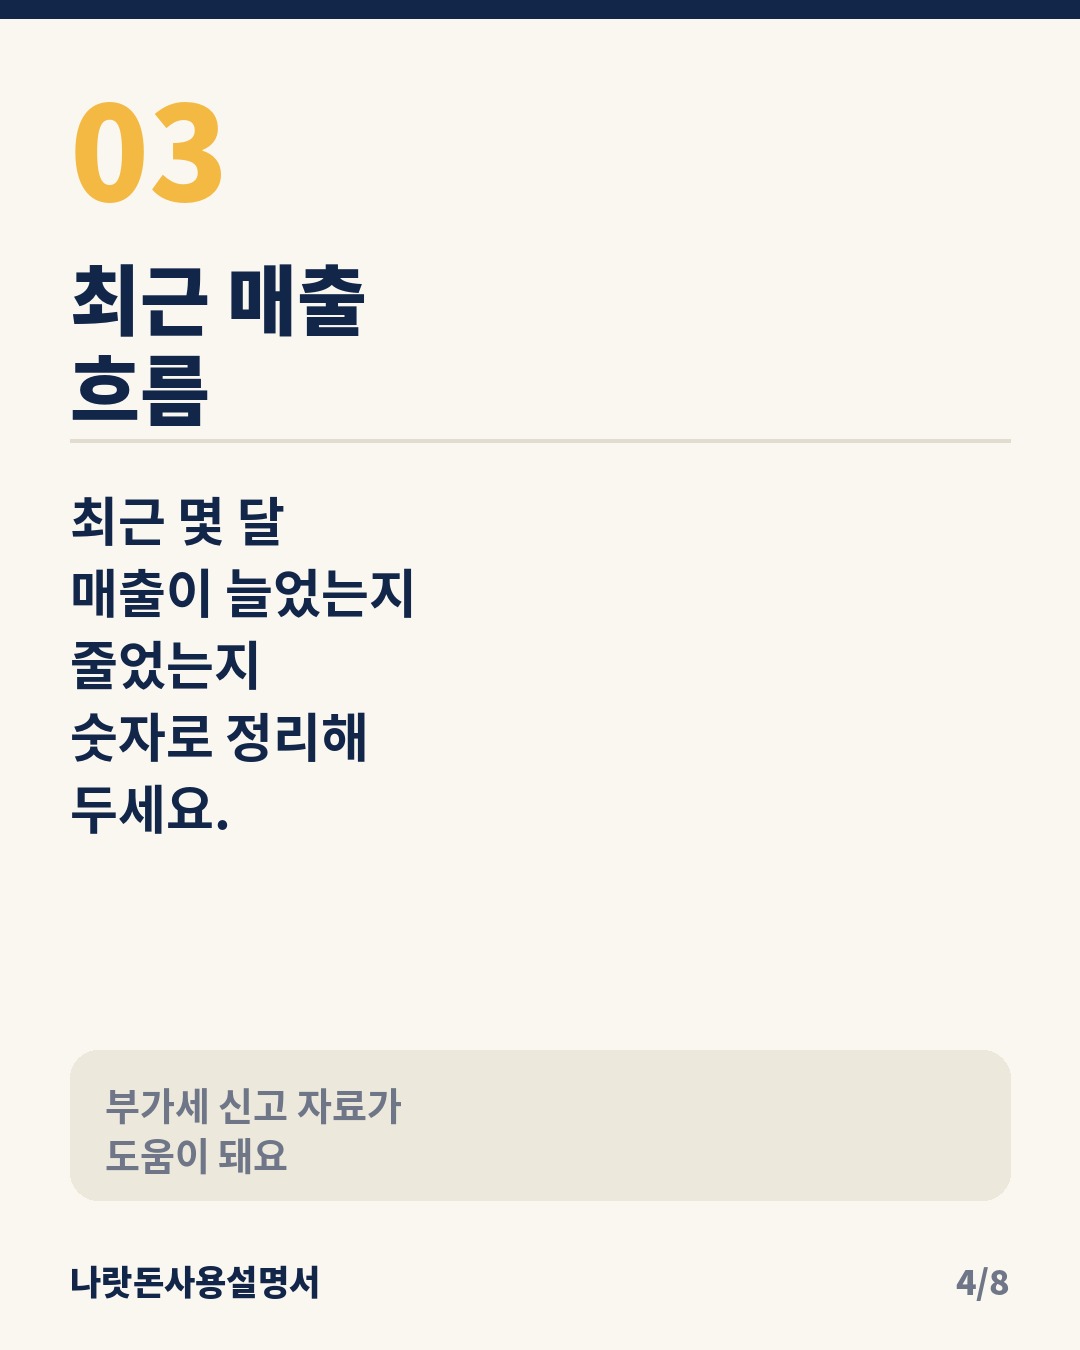 03
최근 매출
흐름
최근 몇 달
매출이 늘었는지
줄었는지
숫자로 정리해
두세요.
부가세 신고 자료가
도움이 돼요
나랏돈사용설명서
4/8